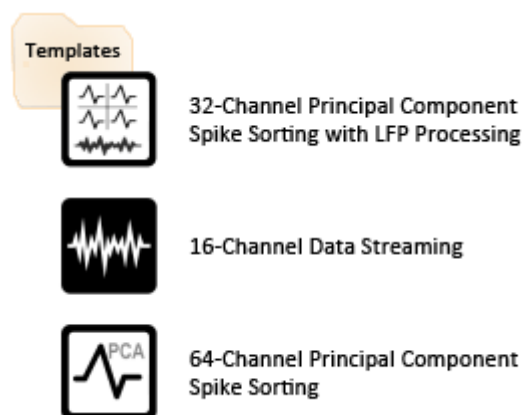 Templates
32-Channel Principal Component
Spike Sorting with LFP Processing
16-Channel Data Streaming
PCA
64-Channel Principal Component
Spike Sorting